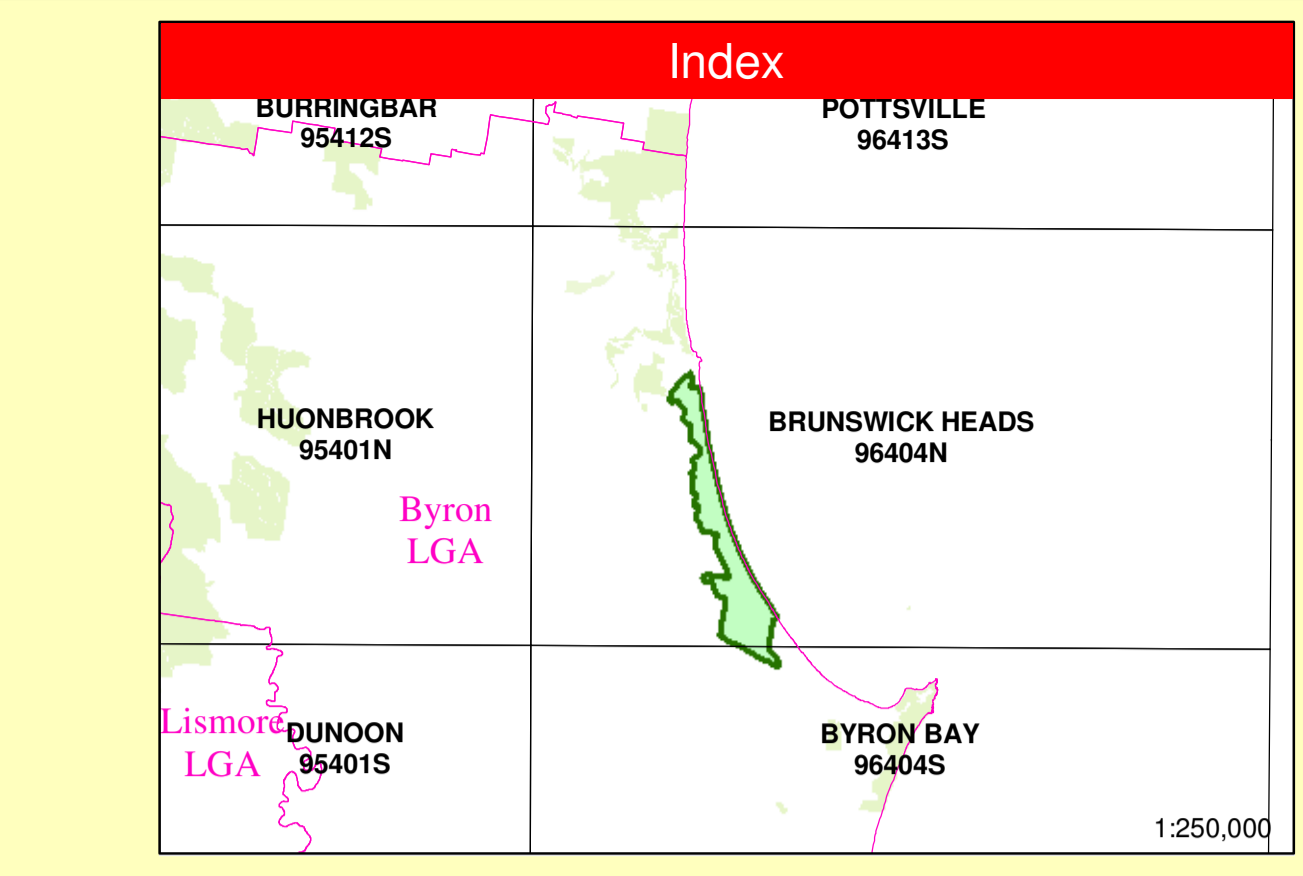 Index
BURRINGBAR
95412S
POTTSVILLE
96413S
HUONBROOK
95401N
BRUNSWICK HEADS
96404N
Byron
LGA
Lismore
LGA
DUNOON
95401S
BYRON BAY
96404S
1:250,000